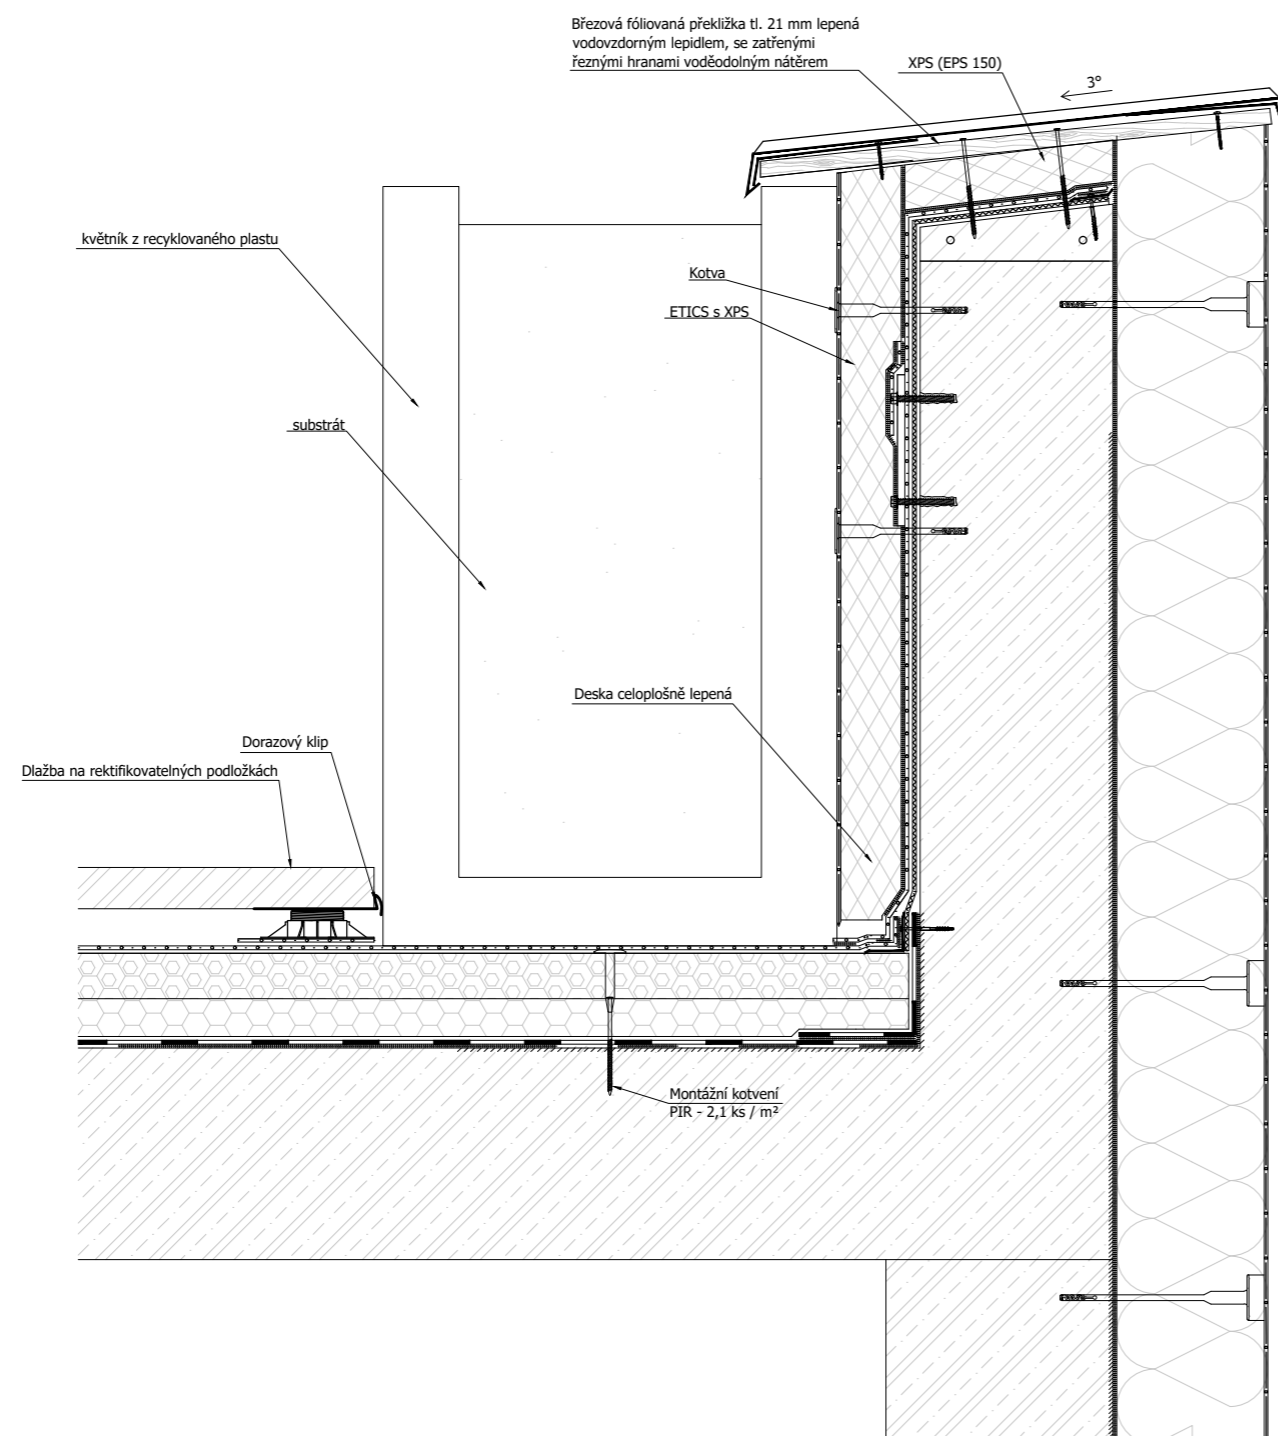 Březová fóliovaná překližka tl. 21 mm lepená
vodovzdorným lepidlem, se zatřenými
řeznými hranami voděodolným nátěrem
XPS (EPS 150)
3°
květník z recyklovaného plastu
Kotva
ETICS s XPS
substrát
Deska celoplošně lepená
Dorazový klip
Dlažba na rektifikovatelných podložkách
Montážní kotvení
PIR - 2,1 ks / m²